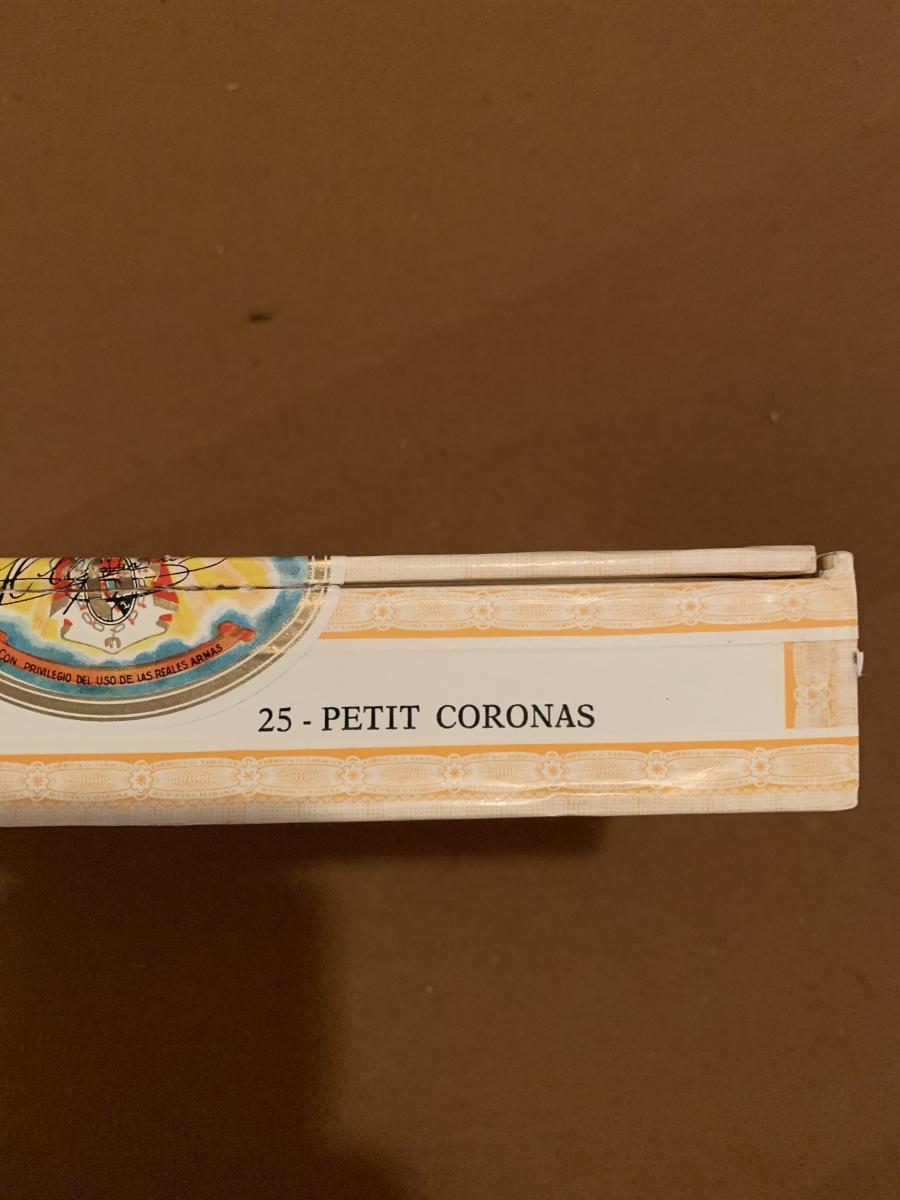 CON PRIVILEGIO DEL USO DE LAS REALES ARMAS
25 - PETIT CORONAS